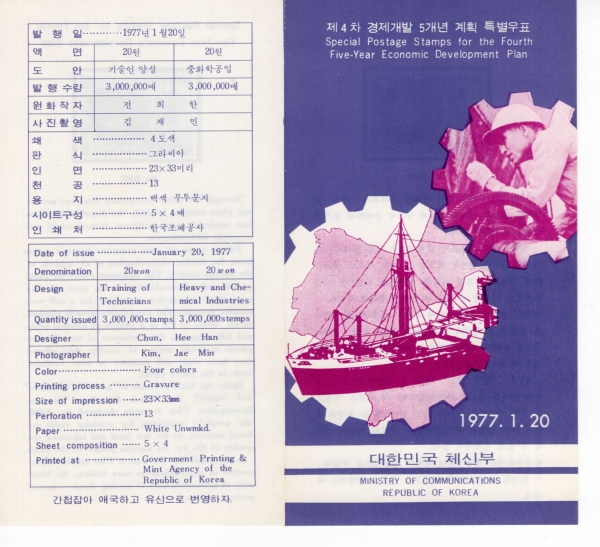 발 행 일 ············1977년 1월20일
액 면 20원 20원
도 안 기술인 양성 중화학공업
발 행 수량 3,000,000매 3,000,000매
원 화 작 자 전 희 한
사 진 촬 영 김 재 민
쇄 색 ················ 4도색
판 식 ················ 그라비아
인 면 ················ 23×33미리
천 공 ················ 13
용 지 ················ 백색 무투문지
시이트구성 ················ 5 × 4 매
인 쇄 처 ················ 한국조폐공사
Date of issue ················January 20, 1977
Denomination 20won 20won
Design Training of Technicians Heavy and Che-
mical Industries
Quantity issued 3,000,000stamps 3,000,000stemps
Designer Chun, Hee Han
Photographer Kim, Jae Min
Color························ Four colors
Printing process ·········· Gravure
Size of impression ······ 23×33mm
Perforation ················ 13
Paper ························ White Unwmkd.
Sheet composition ······ 5 × 4
Printed at ················ Government Printing &
Mint Agency of the
Republic of Korea
간첩잡아 애국하고 유신으로 번영하자.
제 4 차 경제개발 5개년 계획 특별우표
Special Postage Stamps for the Fourth
Five-Year Economic Development Plan
1977. 1. 20
대한민국 체신부
MINISTRY OF COMMUNICATIONS
REPUBLIC OF KOREA